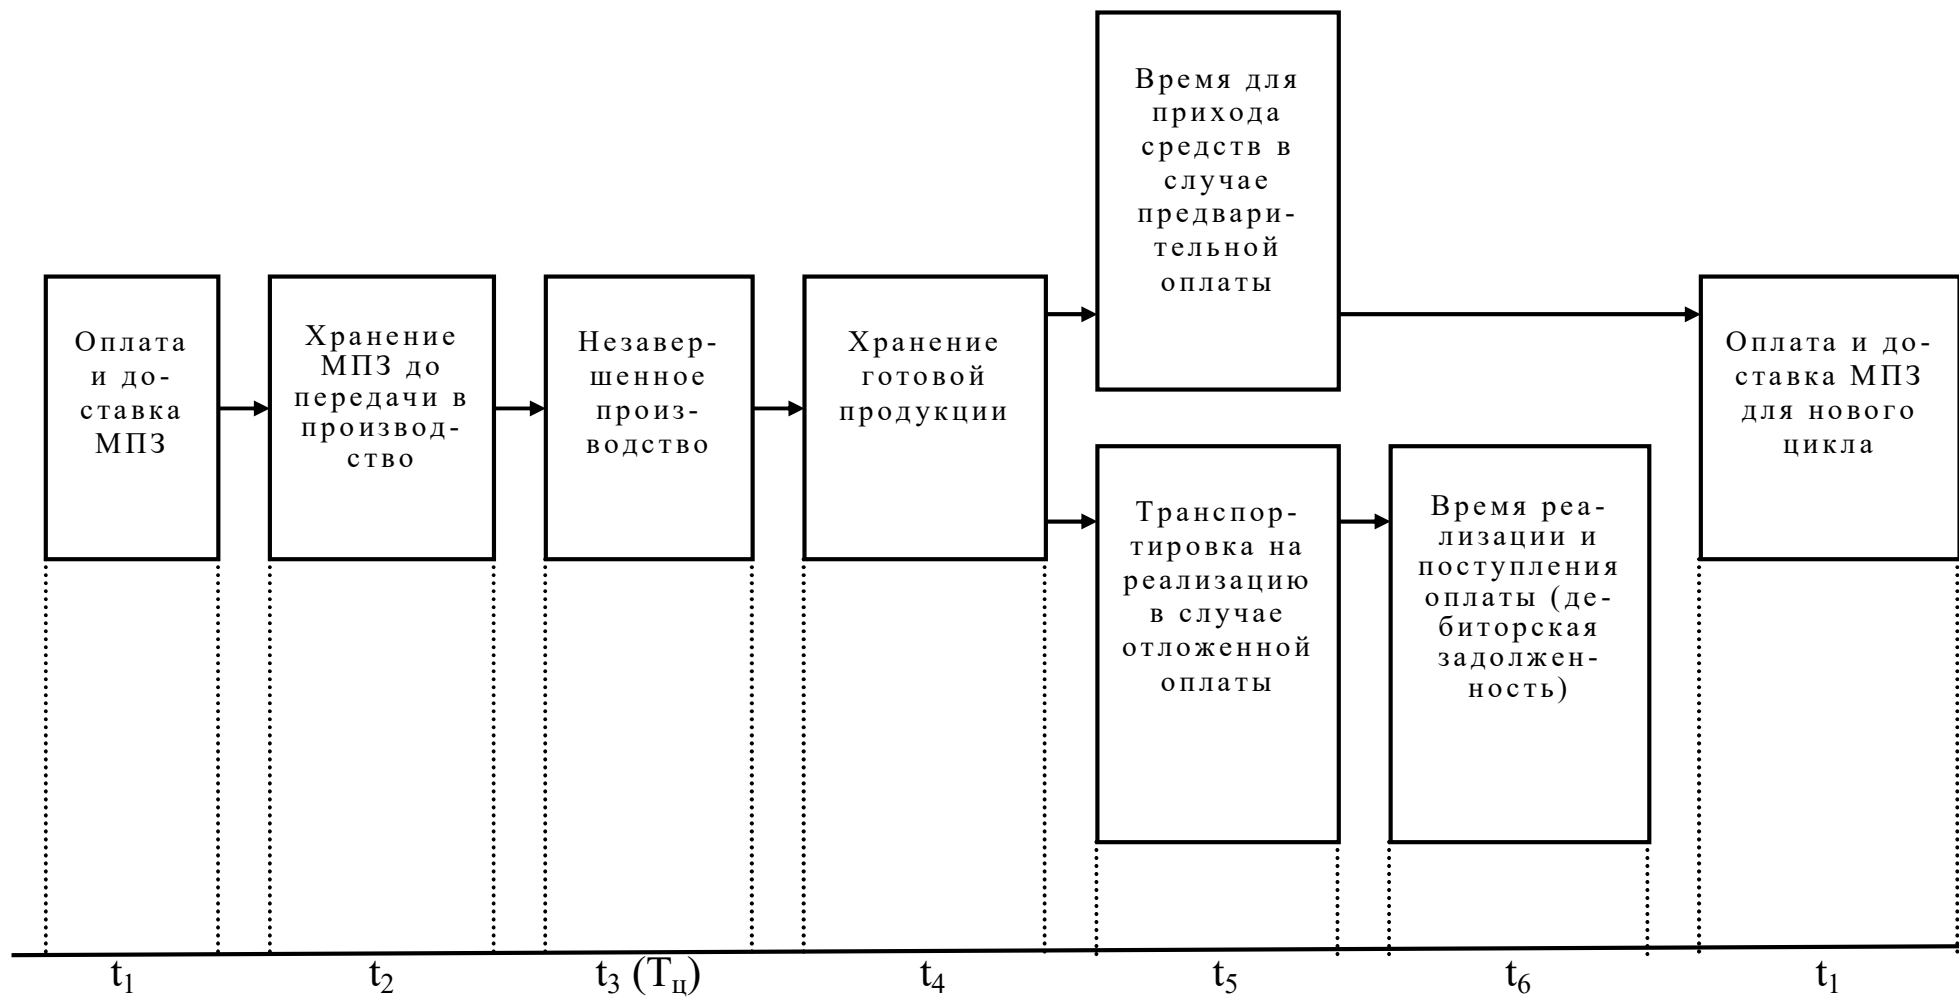 Время для
прихода
средств в
случае
предвари-
тельной
оплаты
Оплата
и до-
ставка
МПЗ
Хранение
МПЗ до
передачи в
производ-
ство
Незавер-
шенное
произ-
водство
Хранение
готовой
продукции
Оплата и до-
ставка МПЗ
для нового
цикла
Транспор-
тировка на
реализацию
в случае
отложенной
оплаты
Время реа-
лизации и
поступления
оплаты (де-
биторская
задолжен-
ность)
t₁ t₂ t₃ (Tц) t₄ t₅ t₆ t₁